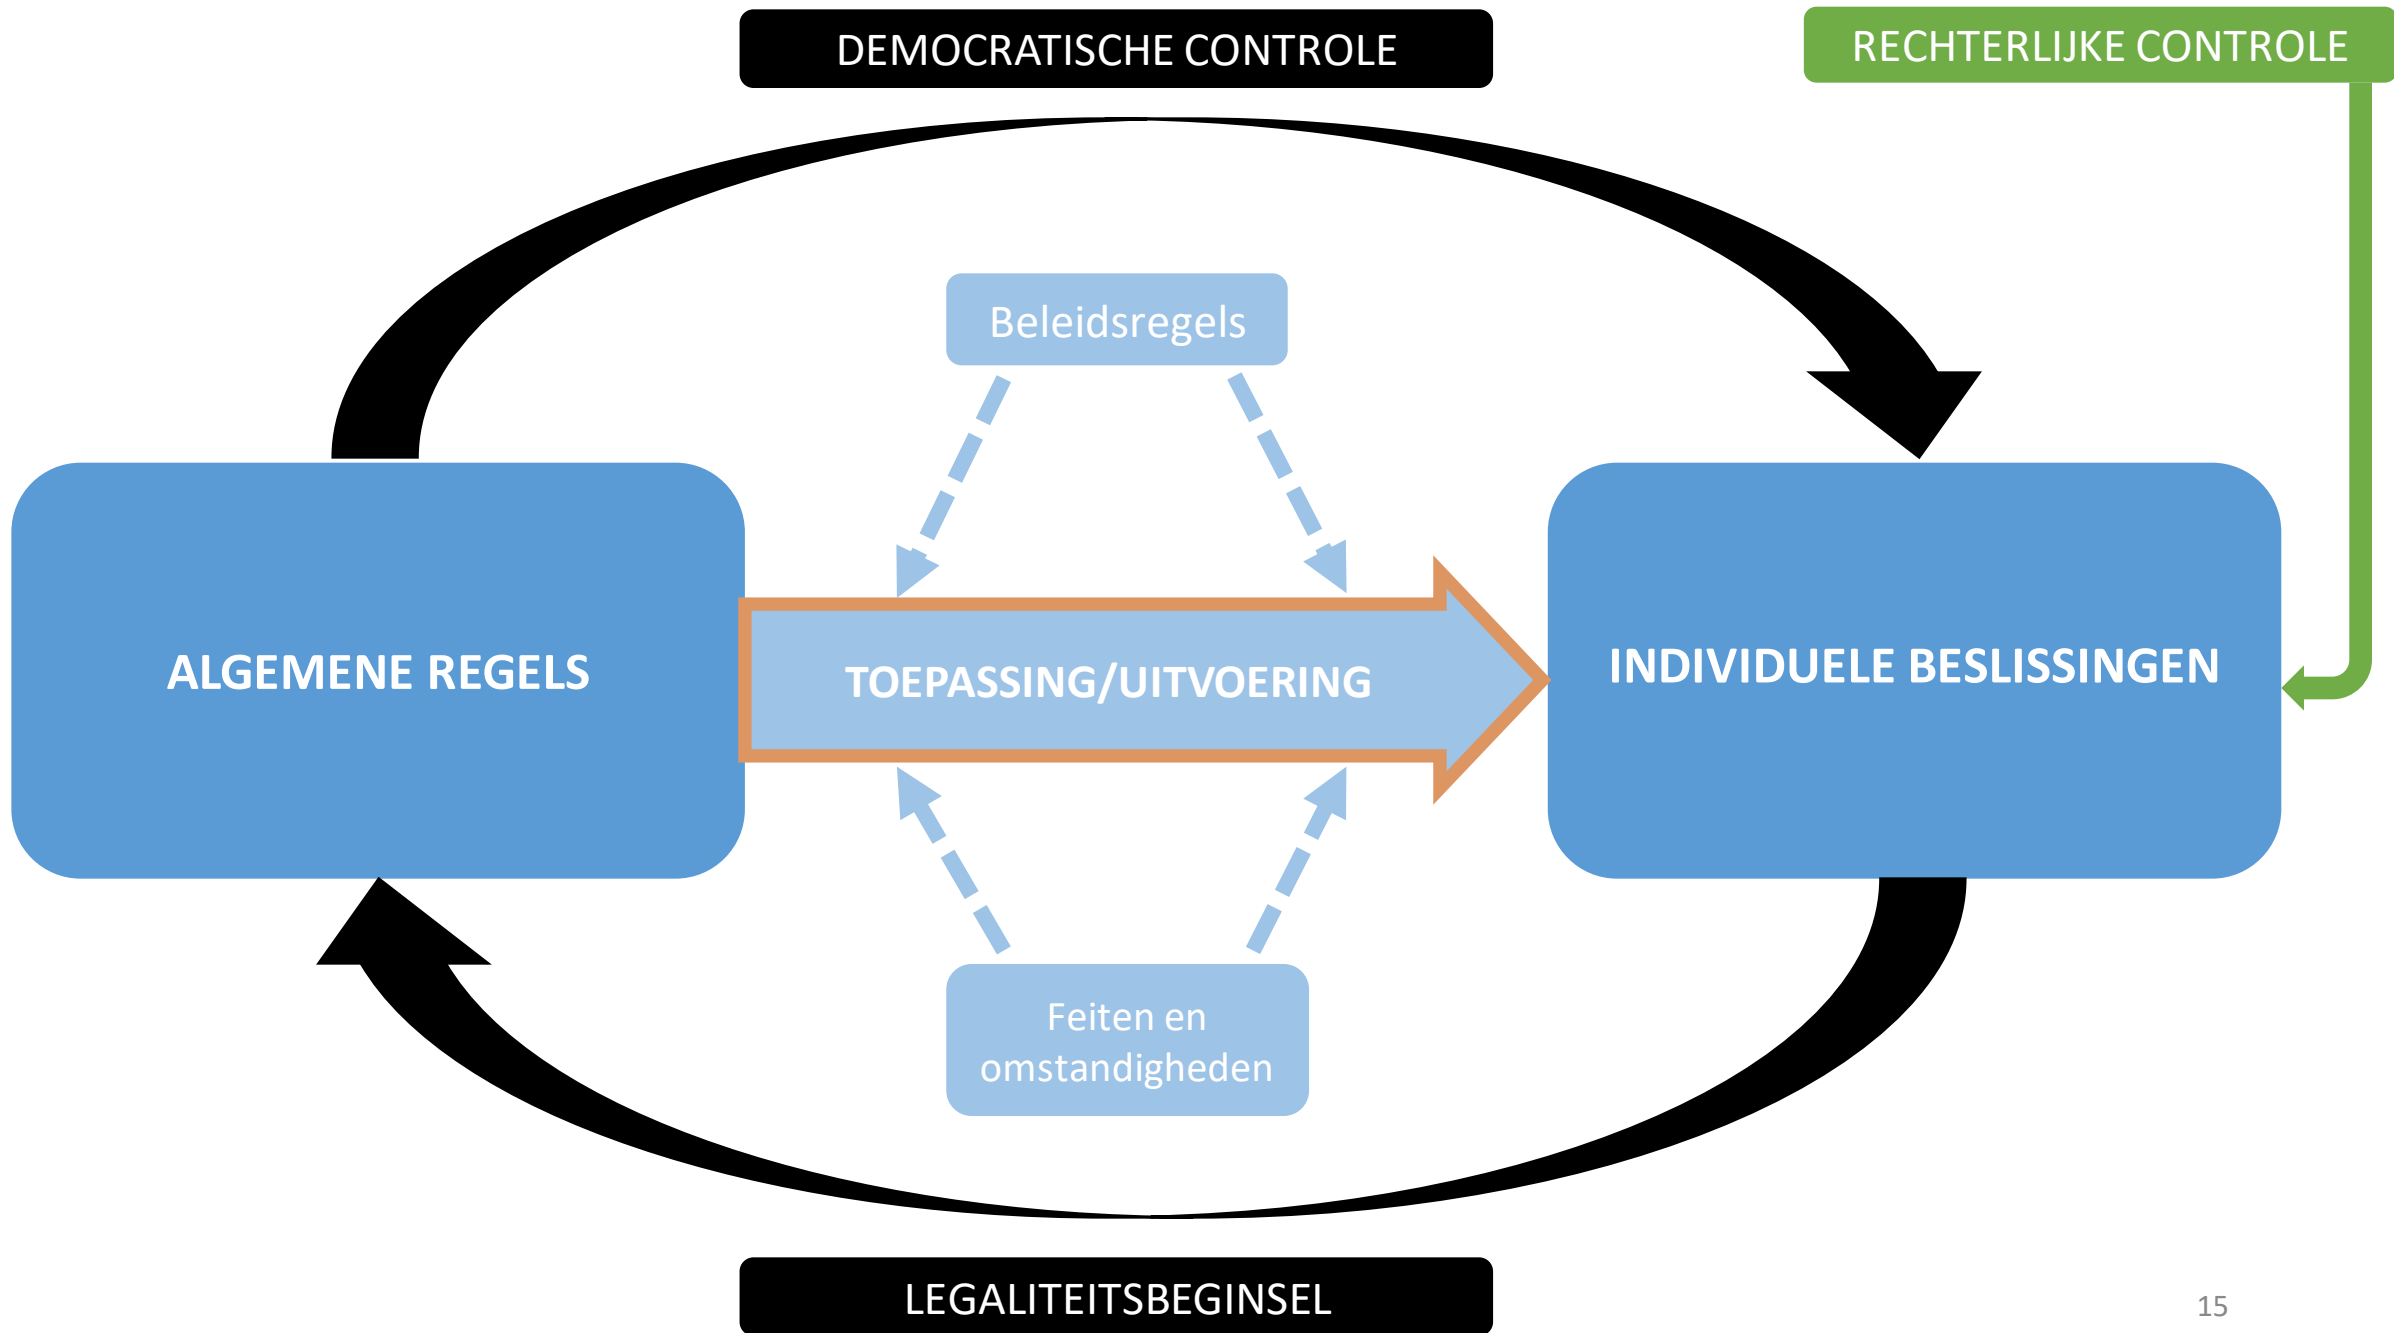 DEMOCRATISCHE CONTROLE
RECHTERLIJKE CONTROLE
Beleidsregels
ALGEMENE REGELS
TOEPASSING/UITVOERING
INDIVIDUELE BESLISSINGEN
Feiten en
omstandigheden
LEGALITEITSBEGINSEL
15